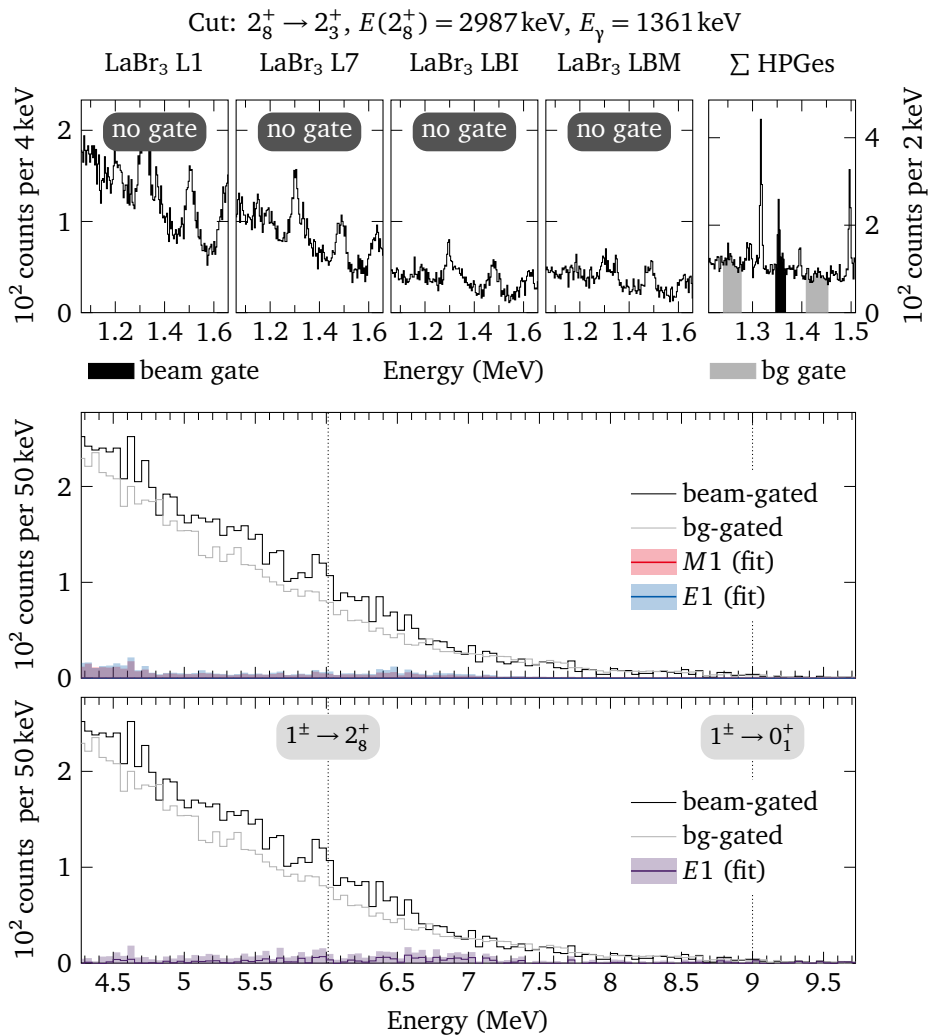 Cut: 2₈⁺ → 2₃⁺, E(2₈⁺) = 2987 keV, E_γ = 1361 keV
LaBr₃ L1 LaBr₃ L7 LaBr₃ LBI LaBr₃ LBM ∑ HPGes
no gate no gate no gate no gate
10² counts per 4 keV
2
1
0
10² counts per 2 keV
4
2
0
1.2 1.4 1.6 1.2 1.4 1.6 1.2 1.4 1.6 1.2 1.4 1.6 1.3 1.4 1.5
beam gate Energy (MeV) bg gate
10² counts per 50 keV
2
1
0
beam-gated
bg-gated
M1 (fit)
E1 (fit)
10² counts per 50 keV
2
1
0
1± → 2₈⁺ 1± → 0₁⁺
beam-gated
bg-gated
E1 (fit)
4.5 5 5.5 6 6.5 7 7.5 8 8.5 9 9.5
Energy (MeV)